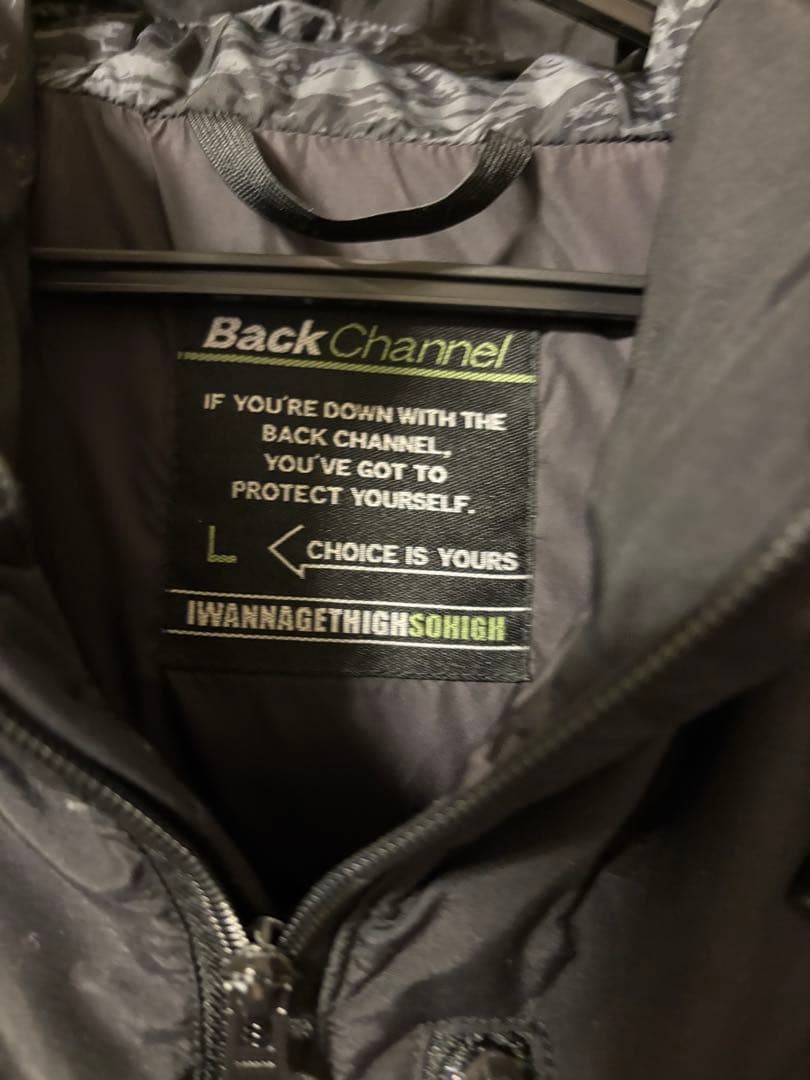 Back Channel
IF YOU'RE DOWN WITH THE
BACK CHANNEL,
YOU'VE GOT TO
PROTECT YOURSELF.
L CHOICE IS YOURS
IWANNAGETHIGHSOHIGH